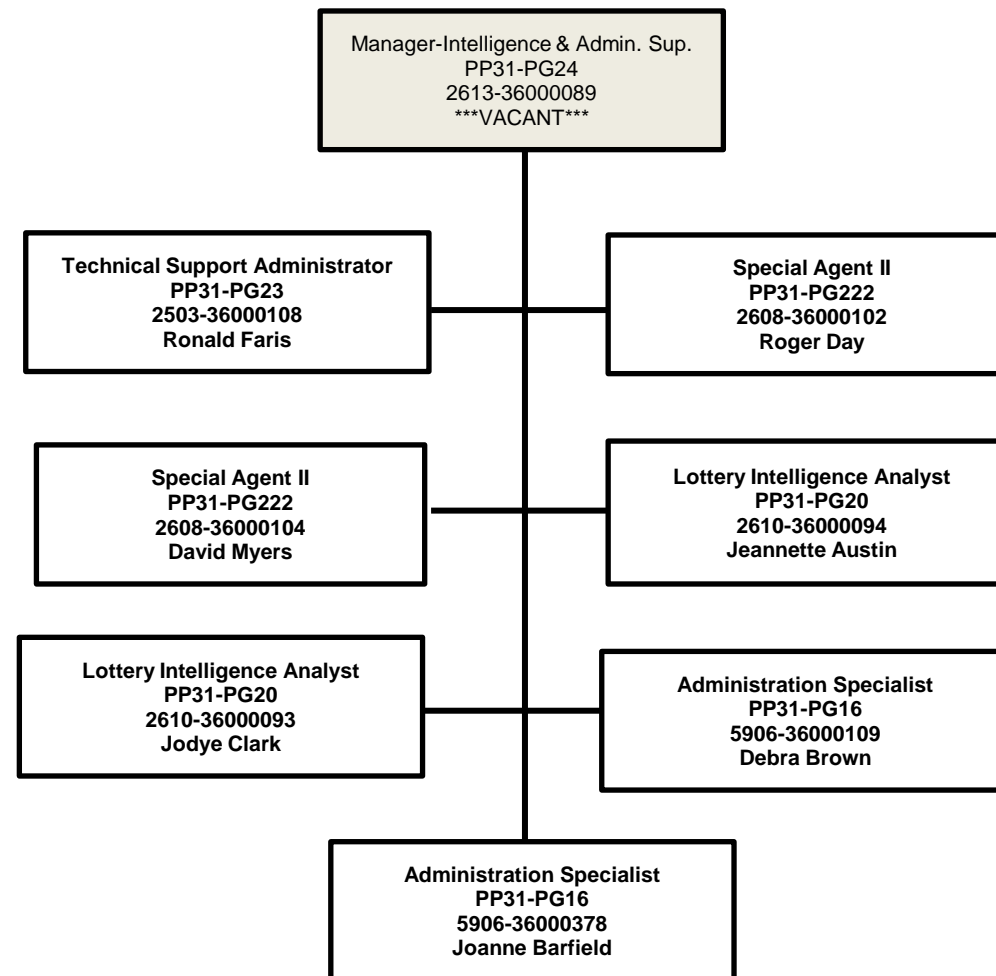 Manager-Intelligence & Admin. Sup.
PP31-PG24
2613-36000089
***VACANT***
Technical Support Administrator
PP31-PG23
2503-36000108
Ronald Faris
Special Agent II
PP31-PG222
2608-36000102
Roger Day
Special Agent II
PP31-PG222
2608-36000104
David Myers
Lottery Intelligence Analyst
PP31-PG20
2610-36000094
Jeannette Austin
Lottery Intelligence Analyst
PP31-PG20
2610-36000093
Jodye Clark
Administration Specialist
PP31-PG16
5906-36000109
Debra Brown
Administration Specialist
PP31-PG16
5906-36000378
Joanne Barfield